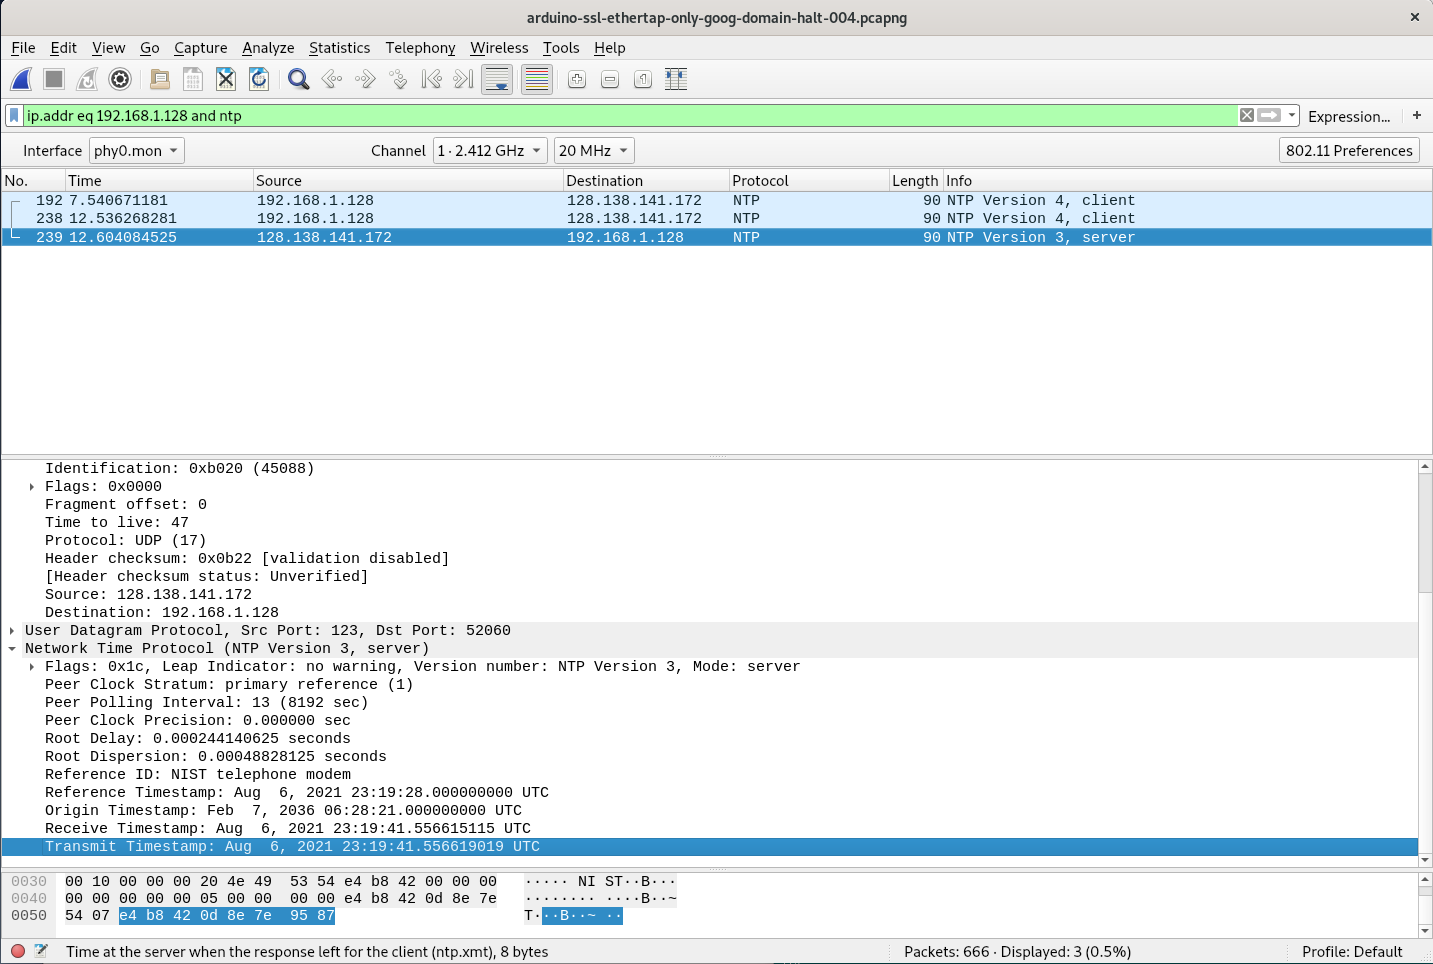 arduino-ssl-ethertap-only-goog-domain-halt-004.pcapng
File Edit View Go Capture Analyze Statistics Telephony Wireless Tools Help
ip.addr eq 192.168.1.128 and ntp
Expression... +
Interface phy0.mon Channel 1 · 2.412 GHz 20 MHz 802.11 Preferences
No. Time Source Destination Protocol Length Info
192 7.540671181 192.168.1.128 128.138.141.172 NTP 90 NTP Version 4, client
238 12.536268281 192.168.1.128 128.138.141.172 NTP 90 NTP Version 4, client
239 12.604084525 128.138.141.172 192.168.1.128 NTP 90 NTP Version 3, server
Identification: 0xb020 (45088)
Flags: 0x0000
Fragment offset: 0
Time to live: 47
Protocol: UDP (17)
Header checksum: 0x0b22 [validation disabled]
[Header checksum status: Unverified]
Source: 128.138.141.172
Destination: 192.168.1.128
User Datagram Protocol, Src Port: 123, Dst Port: 52060
Network Time Protocol (NTP Version 3, server)
Flags: 0x1c, Leap Indicator: no warning, Version number: NTP Version 3, Mode: server
Peer Clock Stratum: primary reference (1)
Peer Polling Interval: 13 (8192 sec)
Peer Clock Precision: 0.000000 sec
Root Delay: 0.000244140625 seconds
Root Dispersion: 0.00048828125 seconds
Reference ID: NIST telephone modem
Reference Timestamp: Aug  6, 2021 23:19:28.000000000 UTC
Origin Timestamp: Feb  7, 2036 06:28:21.000000000 UTC
Receive Timestamp: Aug  6, 2021 23:19:41.556615115 UTC
Transmit Timestamp: Aug  6, 2021 23:19:41.556619019 UTC
0030 00 10 00 00 00 20 4e 49  53 54 e4 b8 42 00 00 00 ····· NI ST··B···
0040 00 00 00 00 00 05 00 00  00 00 e4 b8 42 0d 8e 7e ········ ····B··~
0050 54 07 e4 b8 42 0d 8e 7e  95 87 T···B··~ ··
Time at the server when the response left for the client (ntp.xmt), 8 bytes Packets: 666 · Displayed: 3 (0.5%) Profile: Default